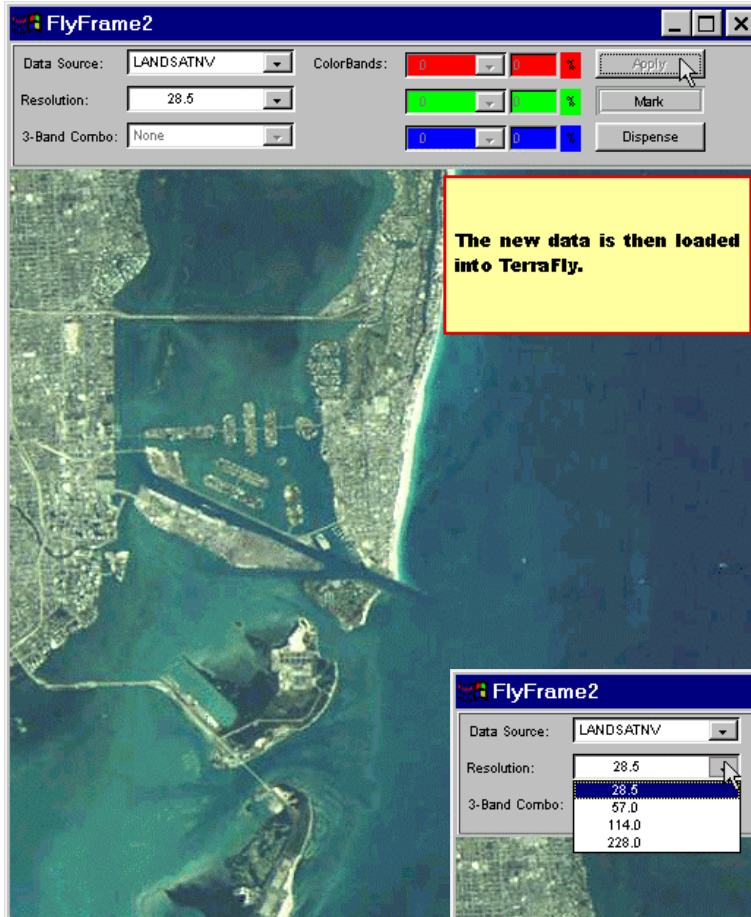 FlyFrame2
Data Source: LANDSATNV ColorBands: 0 0 % Apply
Resolution: 28.5 0 0 % Mark
3-Band Combo: None 0 0 % Dispense
The new data is then loaded
into TerraFly.
FlyFrame2
Data Source: LANDSATNV
Resolution: 28.5
28.5
3-Band Combo:
57.0
114.0
228.0